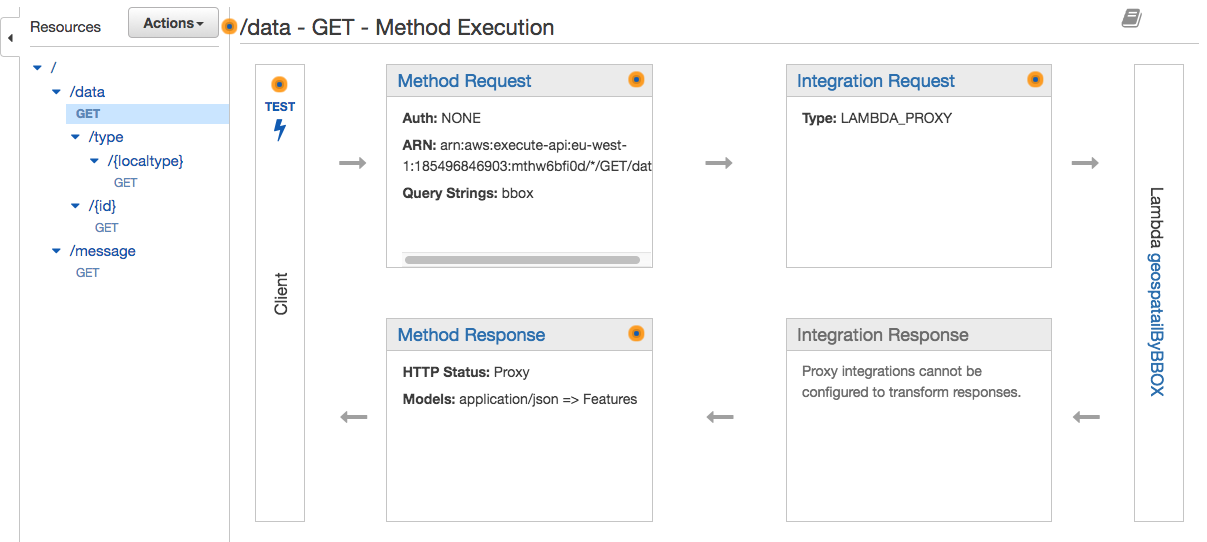 Resources
Actions
/data - GET - Method Execution
/
/data
GET
/type
/{localtype}
GET
/{id}
GET
/message
GET
TEST
Client
Method Request
Auth: NONE
ARN: arn:aws:execute-api:eu-west-
1:185496846903:mthw6bfi0d/*/GET/dat
Query Strings: bbox
Integration Request
Type: LAMBDA_PROXY
Lambda geospatailByBBOX
Method Response
HTTP Status: Proxy
Models: application/json => Features
Integration Response
Proxy integrations cannot be
configured to transform responses.